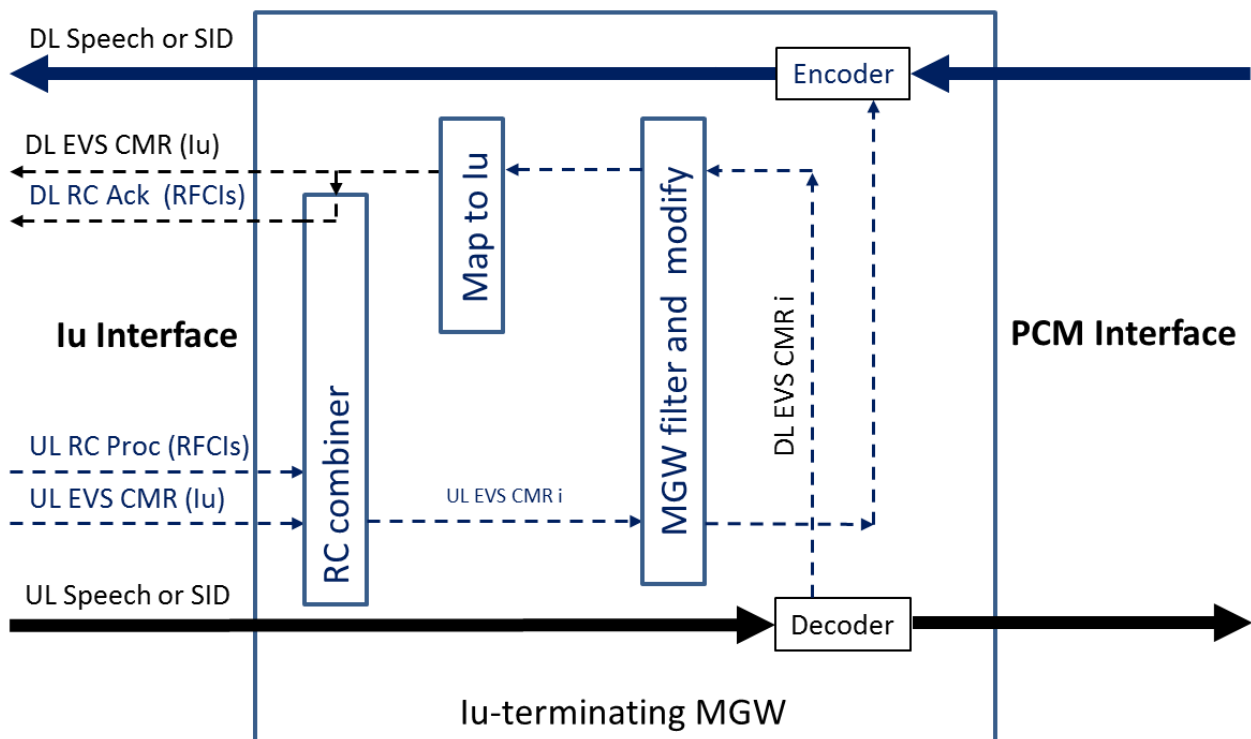 DL Speech or SID
Encoder
DL EVS CMR (Iu)
DL RC Ack (RFCIs)
Map to Iu
MGW filter and modify
DL EVS CMR i
Iu Interface
PCM Interface
RC combiner
UL RC Proc (RFCIs)
UL EVS CMR (Iu)
UL EVS CMR i
UL Speech or SID
Decoder
Iu-terminating MGW